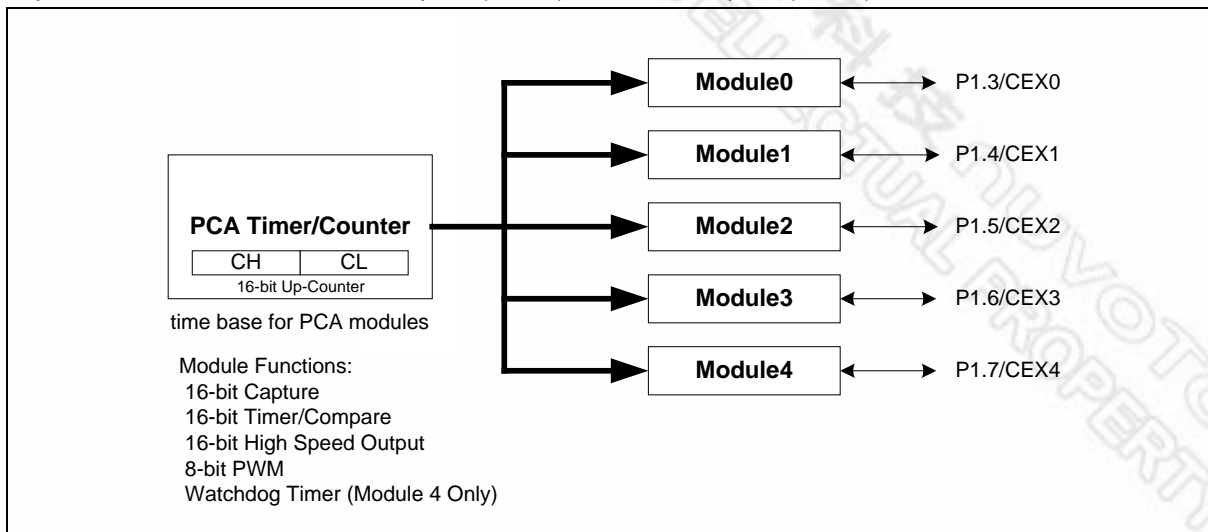 Module0
P1.3/CEX0
Module1
P1.4/CEX1
PCA Timer/Counter
CH
CL
16-bit Up-Counter
Module2
P1.5/CEX2
Module3
P1.6/CEX3
time base for PCA modules
Module4
P1.7/CEX4
Module Functions:
16-bit Capture
16-bit Timer/Compare
16-bit High Speed Output
8-bit PWM
Watchdog Timer (Module 4 Only)